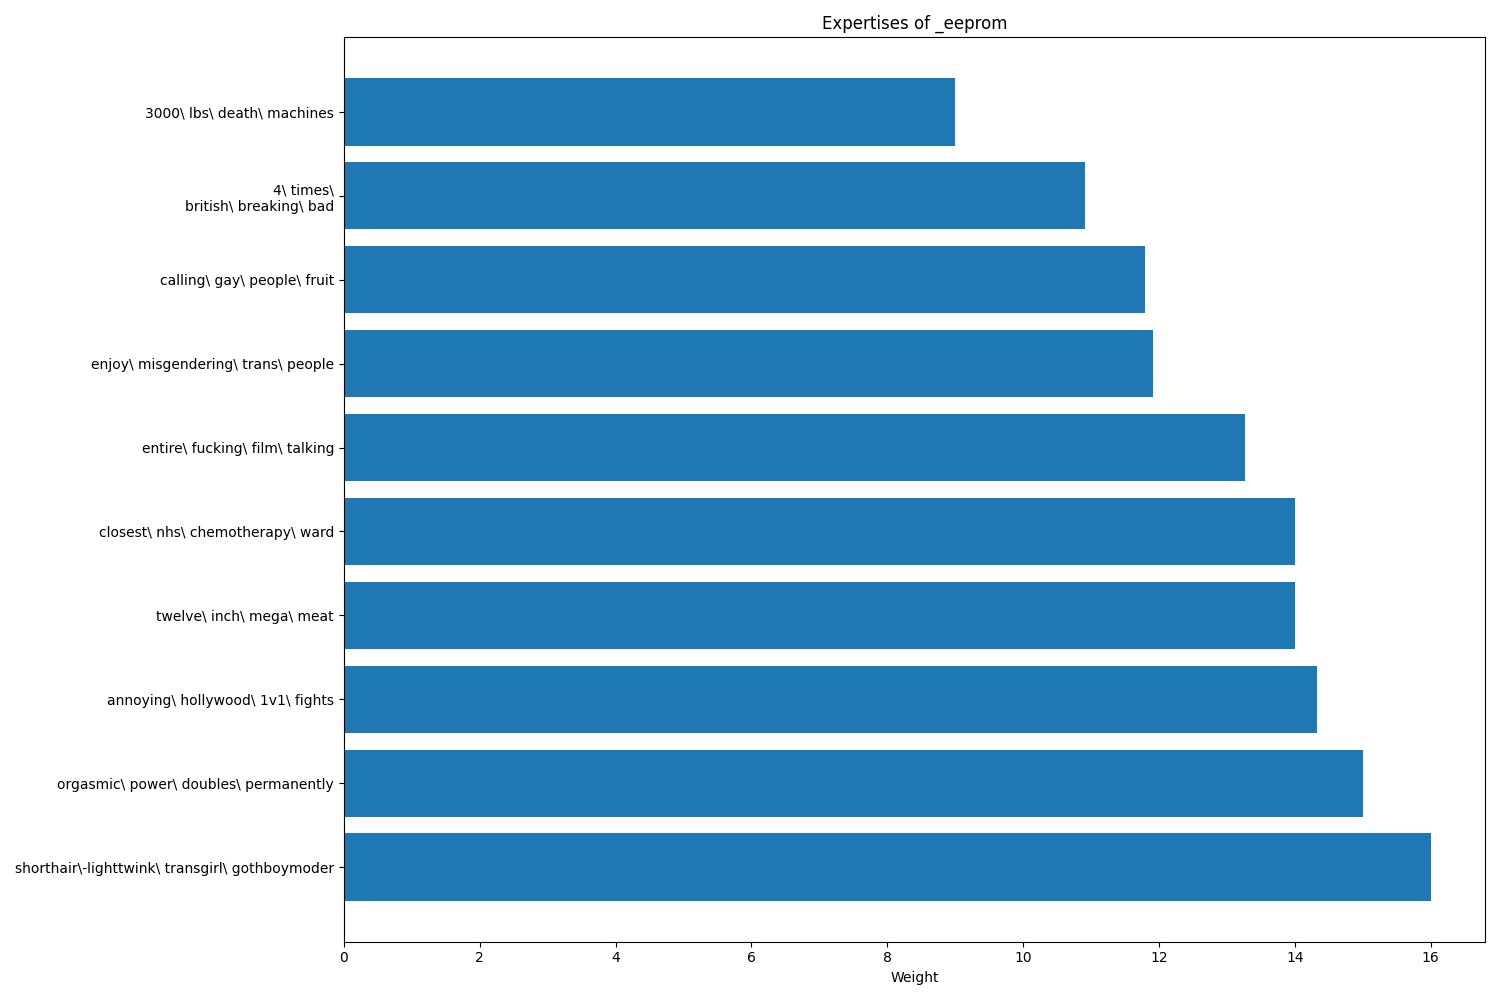 Expertises of _eeprom
3000\ lbs\ death\ machines
4\ times\
british\ breaking\ bad
calling\ gay\ people\ fruit
enjoy\ misgendering\ trans\ people
entire\ fucking\ film\ talking
closest\ nhs\ chemotherapy\ ward
twelve\ inch\ mega\ meat
annoying\ hollywood\ 1v1\ fights
orgasmic\ power\ doubles\ permanently
shorthair\-lighttwink\ transgirl\ gothboymoder
0 2 4 6 8 10 12 14 16
Weight